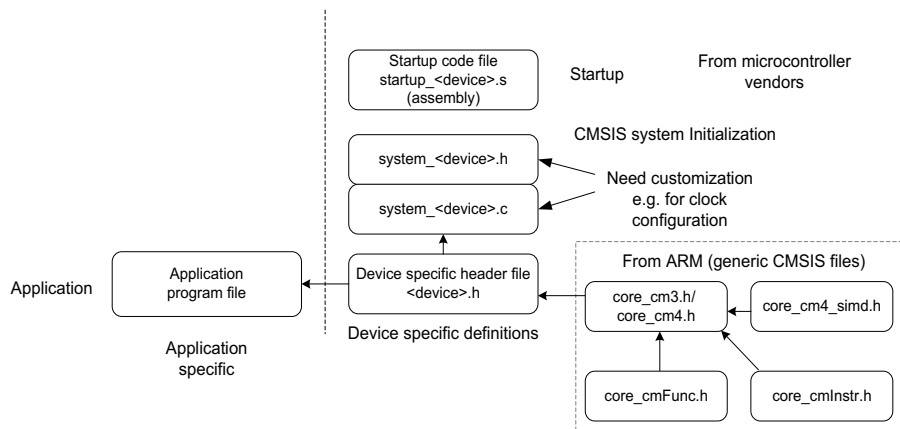 Startup code file
startup_<device>.s
(assembly)
Startup
From microcontroller
vendors
CMSIS system Initialization
system_<device>.h
system_<device>.c
Need customization
e.g. for clock
configuration
Application
Application
program file
Application
specific
Device specific header file
<device>.h
Device specific definitions
From ARM (generic CMSIS files)
core_cm3.h/
core_cm4.h
core_cm4_simd.h
core_cmFunc.h
core_cmInstr.h